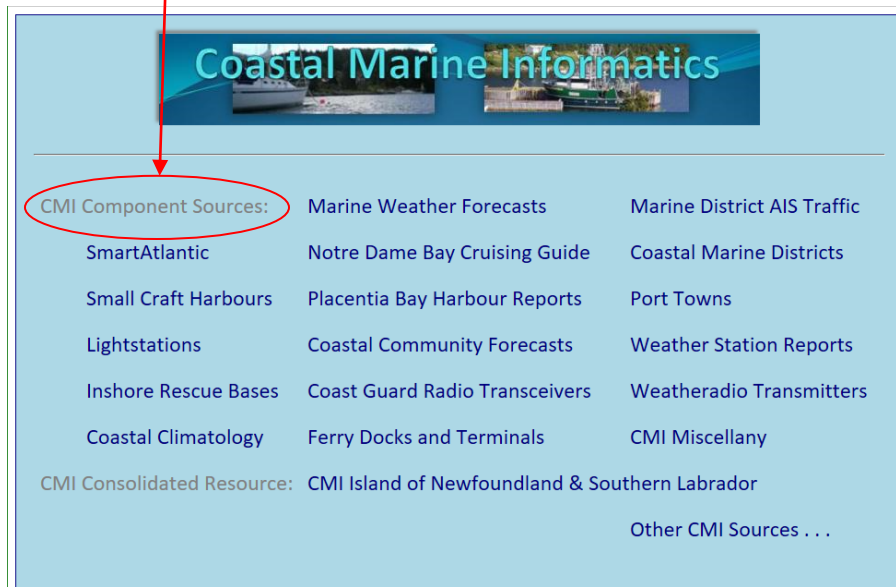 Coastal Marine Informatics
CMI Component Sources: Marine Weather Forecasts Marine District AIS Traffic
SmartAtlantic Notre Dame Bay Cruising Guide Coastal Marine Districts
Small Craft Harbours Placentia Bay Harbour Reports Port Towns
Lightstations Coastal Community Forecasts Weather Station Reports
Inshore Rescue Bases Coast Guard Radio Transceivers Weatheradio Transmitters
Coastal Climatology Ferry Docks and Terminals CMI Miscellany
CMI Consolidated Resource: CMI Island of Newfoundland & Southern Labrador
Other CMI Sources . . .